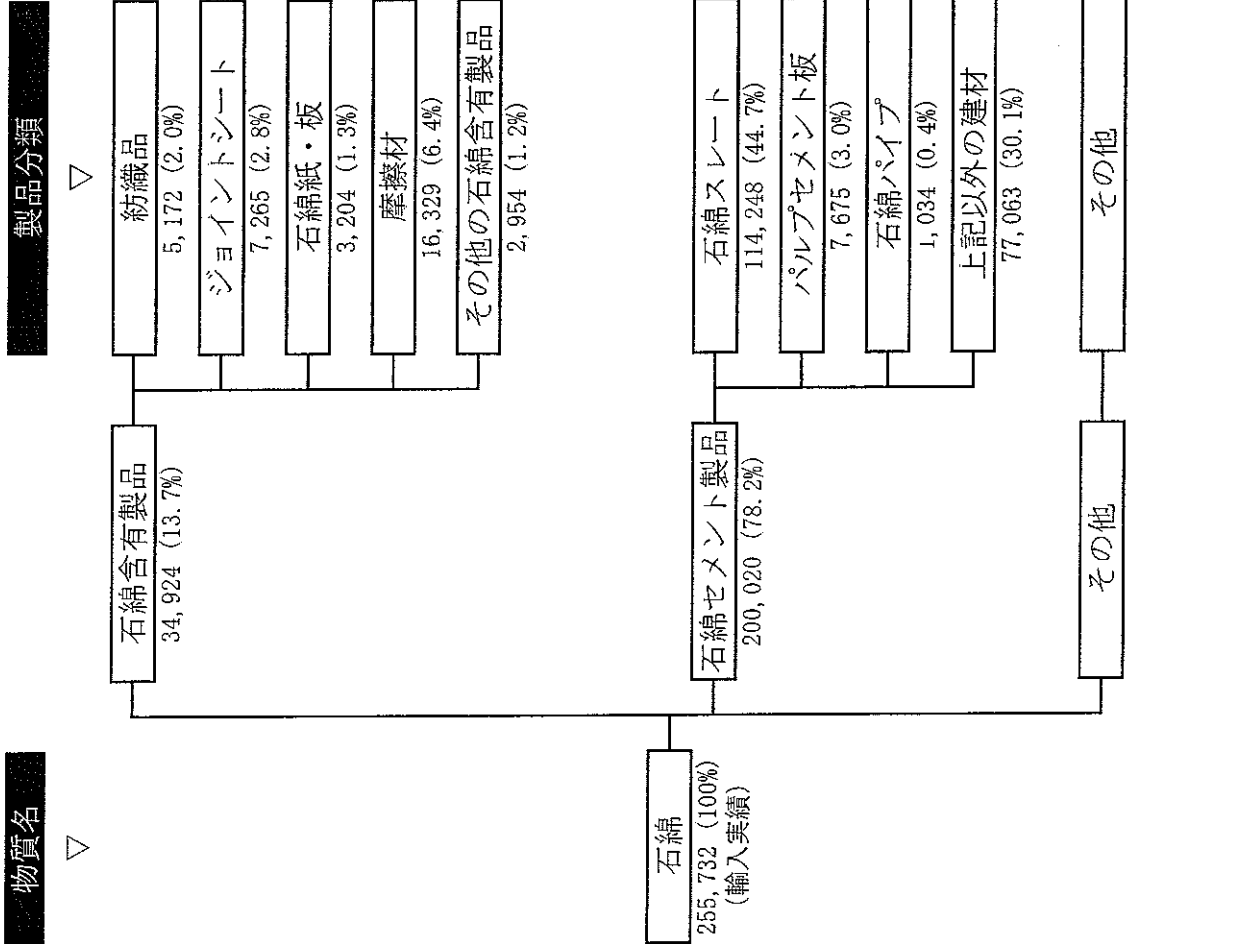 物質名
製品分類
▽
▽
石綿
255,732 (100%)
(輸入実績)
石綿含有製品
34,924 (13.7%)
紡織品
5,172 (2.0%)
ジョイントシート
7,265 (2.8%)
石綿紙・板
3,204 (1.3%)
摩擦材
16,329 (6.4%)
その他の石綿含有製品
2,954 (1.2%)
石綿セメント製品
200,020 (78.2%)
石綿スレート
114,248 (44.7%)
パルプセメント板
7,675 (3.0%)
石綿パイプ
1,034 (0.4%)
上記以外の建材
77,063 (30.1%)
その他
その他